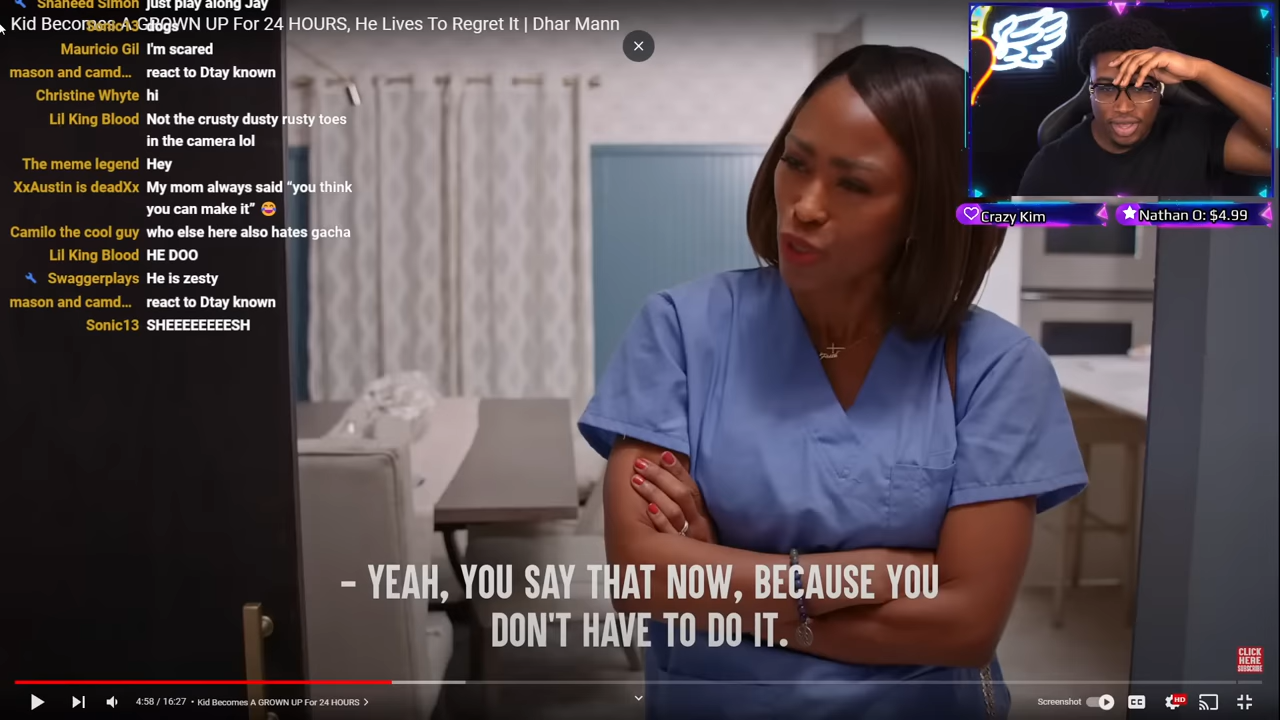 Kid Becomes A GROWN UP For 24 HOURS, He Lives To Regret It | Dhar Mann
Shaheed Simon just play along Jay
Sonic13 dogs
Mauricio Gil I'm scared
mason and camd... react to Dtay known
Christine Whyte hi
Lil King Blood Not the crusty dusty rusty toes
in the camera lol
The meme legend Hey
XxAustin is deadXx My mom always said “you think
you can make it” 😂
Camilo the cool guy who else here also hates gacha
Lil King Blood HE DOO
Swaggerplays He is zesty
mason and camd... react to Dtay known
Sonic13 SHEEEEEEEESH
Crazy Kim
Nathan O: $4.99
Faith
- YEAH, YOU SAY THAT NOW, BECAUSE YOU
DON'T HAVE TO DO IT.
CLICK
HERE
SUBSCRIBE
4:58 / 16:27 • Kid Becomes A GROWN UP For 24 HOURS
Screenshot
CC
HD